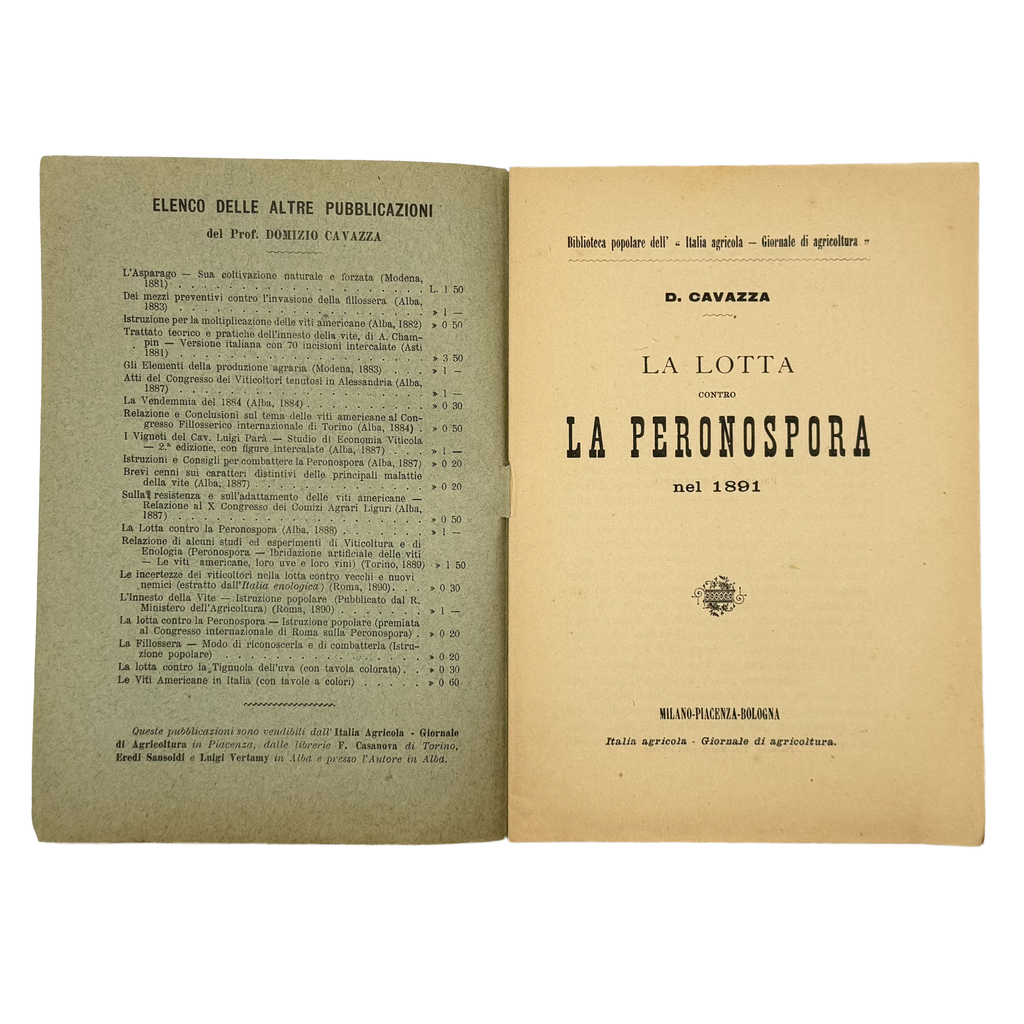 ELENCO DELLE ALTRE PUBBLICAZIONI
del Prof. DOMIZIO CAVAZZA
L'Asparago — Sua coltivazione naturale e forzata (Modena,
1881) . . . . . . . . . . . . . . . . . . . . . L. 1 50
Dei mezzi preventivi contro l'invasione della fillossera (Alba,
1883) . . . . . . . . . . . . . . . . . . . . . » 1 —
Istruzione per la moltiplicazione delle viti americane (Alba, 1882) » 0 50
Trattato teorico e pratiche dell'innesto della vite, di A. Cham-
pin — Versione italiana con 70 incisioni intercalate (Asti
1881) . . . . . . . . . . . . . . . . . . . . . » 3 50
Gli Elementi della produzione agraria (Modena, 1883) . . . » 1 —
Atti del Congresso dei Viticoltori tenutosi in Alessandria (Alba,
1887) . . . . . . . . . . . . . . . . . . . . . » 1 —
La Vendemmia del 1884 (Alba, 1884) . . . . . . . . . . » 0 30
Relazione e Conclusioni sul tema delle viti americane al Con-
gresso Fillosserico internazionale di Torino (Alba, 1884) . » 0 50
I Vigneti del Cav. Luigi Parà — Studio di Economia Viticola
— 2.ª edizione, con figure intercalate (Alba, 1887) . . . . » 1 —
Istruzioni e Consigli per combattere la Peronospora (Alba, 1887) » 0 20
Brevi cenni sui caratteri distintivi delle principali malattie
della vite (Alba, 1887) . . . . . . . . . . . . . . » 0 20
Sulla resistenza e sull'adattamento delle viti americane —
Relazione al X Congresso dei Comizi Agrari Liguri (Alba,
1887) . . . . . . . . . . . . . . . . . . . . . » 0 50
La Lotta contro la Peronospora (Alba, 1888) . . . . . . . » 1 —
Relazione di alcuni studi ed esperimenti di Viticoltura e di
Enologia (Peronospora — Ibridazione artificiale delle viti
— Le viti americane, loro uve e loro vini) (Torino, 1889) » 1 50
Le incertezze dei viticoltori nella lotta contro vecchi e nuovi
nemici (estratto dall'Italia enologica) (Roma, 1890) . . . » 0 30
L'Innesto della Vite — Istruzione popolare (Pubblicato dal R.
Ministero dell'Agricoltura) (Roma, 1890) . . . . . . . . » 1 —
La lotta contro la Peronospora — Istruzione popolare (premiata
al Congresso internazionale di Roma sulla Peronospora) . » 0 20
La Fillossera — Modo di riconoscerla e di combatterla (Istru-
zione popolare) . . . . . . . . . . . . . . . . . » 0 20
La lotta contro la Tignuola dell'uva (con tavola colorata) . . » 0 30
Le Viti Americane in Italia (con tavole a colori) . . . . . » 0 60
Queste pubblicazioni sono vendibili dall'Italia Agricola - Giornale
di Agricoltura in Piacenza, dalle librerie F. Casanova di Torino,
Eredi Sansoldi e Luigi Vertamy in Alba e presso l'Autore in Alba.
Biblioteca popolare dell' “ Italia agricola — Giornale di agricoltura „
D. CAVAZZA
LA LOTTA
CONTRO
LA PERONOSPORA
nel 1891
MILANO-PIACENZA-BOLOGNA
Italia agricola - Giornale di agricoltura.